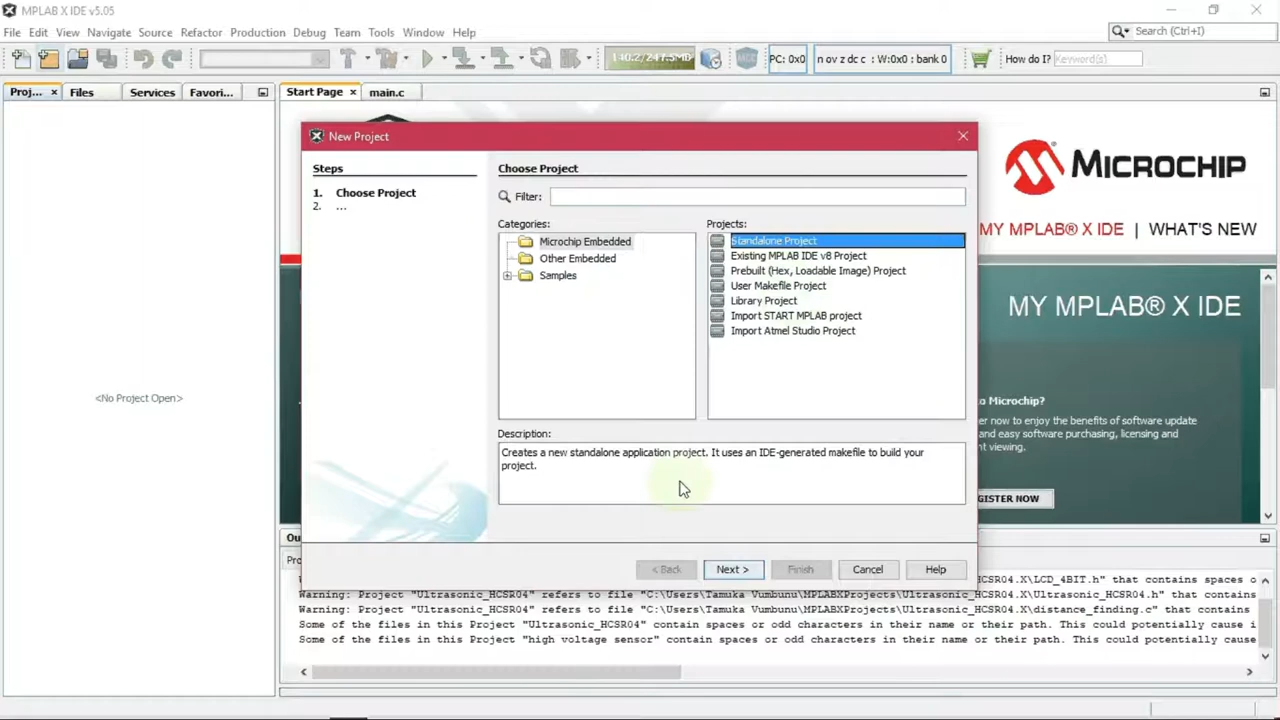 MPLAB X IDE v5.05
File Edit View Navigate Source Refactor Production Debug Team Tools Window Help
Search (Ctrl+I)
140.2/247.5MB PC: 0x0 n ov z dc c : W:0x0 : bank 0 How do I? Keyword(s)
Proj... Files Services Favori... Start Page main.c
New Project
Steps
1. Choose Project
2. ...
Choose Project
Filter:
Categories:
Microchip Embedded
Other Embedded
Samples
Projects:
Standalone Project
Existing MPLAB IDE v8 Project
Prebuilt (Hex, Loadable Image) Project
User Makefile Project
Library Project
Import START MPLAB project
Import Atmel Studio Project
Description:
Creates a new standalone application project. It uses an IDE-generated makefile to build your
project.
< Back Next > Finish Cancel Help
<No Project Open>
MICROCHIP
MY MPLAB® X IDE | WHAT'S NEW
MY MPLAB® X IDE
to Microchip?
er now to enjoy the benefits of software update
and easy software purchasing, licensing and
nt viewing.
GISTER NOW
Ou
Pro
LCD_4BIT.h" that contains spaces o
Warning: Project "Ultrasonic_HCSR04" refers to file "C:\Users\Tamuka Vumbunu\MPLABXProjects\Ultrasonic_HCSR04.X\Ultrasonic_HCSR04.h" that contains
Warning: Project "Ultrasonic_HCSR04" refers to file "C:\Users\Tamuka Vumbunu\MPLABXProjects\Ultrasonic_HCSR04.X\distance_finding.c" that contains
Some of the files in this Project "Ultrasonic_HCSR04" contain spaces or odd characters in their name or their path. This could potentially cause i
Some of the files in this Project "high voltage sensor" contain spaces or odd characters in their name or their path. This could potentially cause